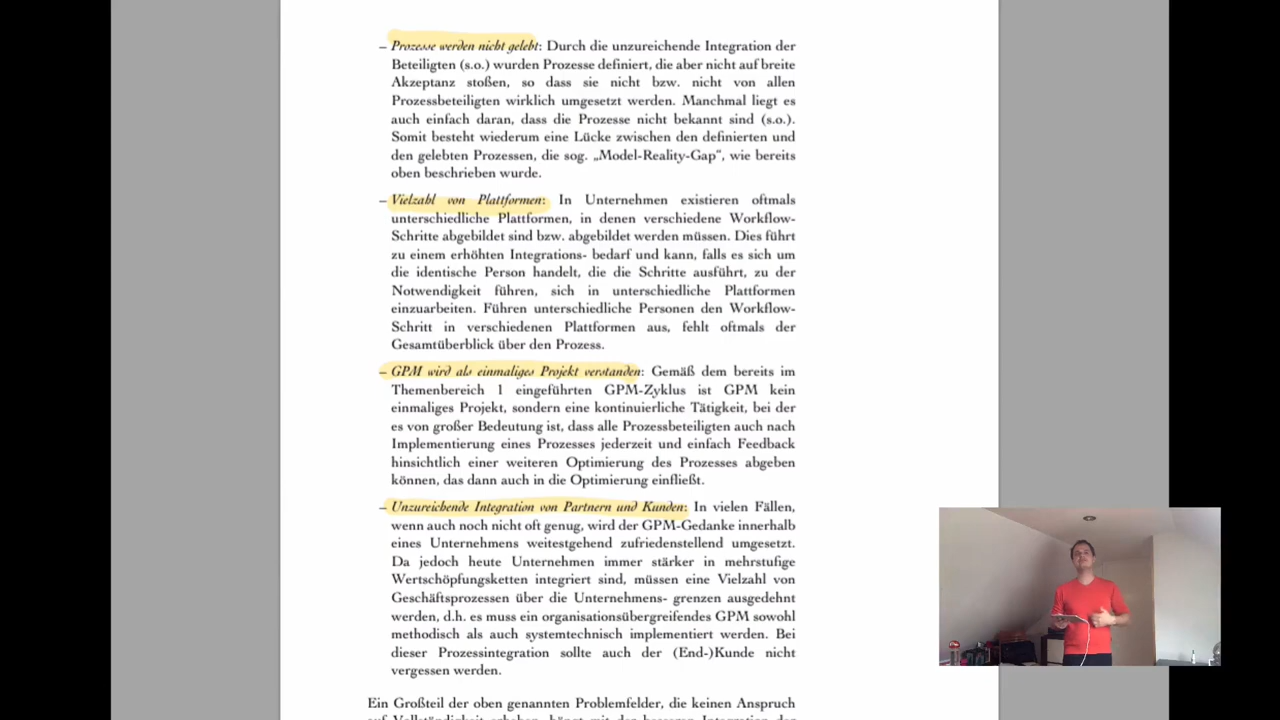 – Prozesse werden nicht gelebt: Durch die unzureichende Integration der
Beteiligten (s.o.) wurden Prozesse definiert, die aber nicht auf breite
Akzeptanz stoßen, so dass sie nicht bzw. nicht von allen
Prozessbeteiligten wirklich umgesetzt werden. Manchmal liegt es
auch einfach daran, dass die Prozesse nicht bekannt sind (s.o.).
Somit besteht wiederum eine Lücke zwischen den definierten und
den gelebten Prozessen, die sog. „Model-Reality-Gap“, wie bereits
oben beschrieben wurde.
– Vielzahl von Plattformen: In Unternehmen existieren oftmals
unterschiedliche Plattformen, in denen verschiedene Workflow-
Schritte abgebildet sind bzw. abgebildet werden müssen. Dies führt
zu einem erhöhten Integrations- bedarf und kann, falls es sich um
die identische Person handelt, die die Schritte ausführt, zu der
Notwendigkeit führen, sich in unterschiedliche Plattformen
einzuarbeiten. Führen unterschiedliche Personen den Workflow-
Schritt in verschiedenen Plattformen aus, fehlt oftmals der
Gesamtüberblick über den Prozess.
– GPM wird als einmaliges Projekt verstanden: Gemäß dem bereits im
Themenbereich 1 eingeführten GPM-Zyklus ist GPM kein
einmaliges Projekt, sondern eine kontinuierliche Tätigkeit, bei der
es von großer Bedeutung ist, dass alle Prozessbeteiligten auch nach
Implementierung eines Prozesses jederzeit und einfach Feedback
hinsichtlich einer weiteren Optimierung des Prozesses abgeben
können, das dann auch in die Optimierung einfließt.
– Unzureichende Integration von Partnern und Kunden: In vielen Fällen,
wenn auch noch nicht oft genug, wird der GPM-Gedanke innerhalb
eines Unternehmens weitestgehend zufriedenstellend umgesetzt.
Da jedoch heute Unternehmen immer stärker in mehrstufige
Wertschöpfungsketten integriert sind, müssen eine Vielzahl von
Geschäftsprozessen über die Unternehmens- grenzen ausgedehnt
werden, d.h. es muss ein organisationsübergreifendes GPM sowohl
methodisch als auch systemtechnisch implementiert werden. Bei
dieser Prozessintegration sollte auch der (End-)Kunde nicht
vergessen werden.
Ein Großteil der oben genannten Problemfelder, die keinen Anspruch